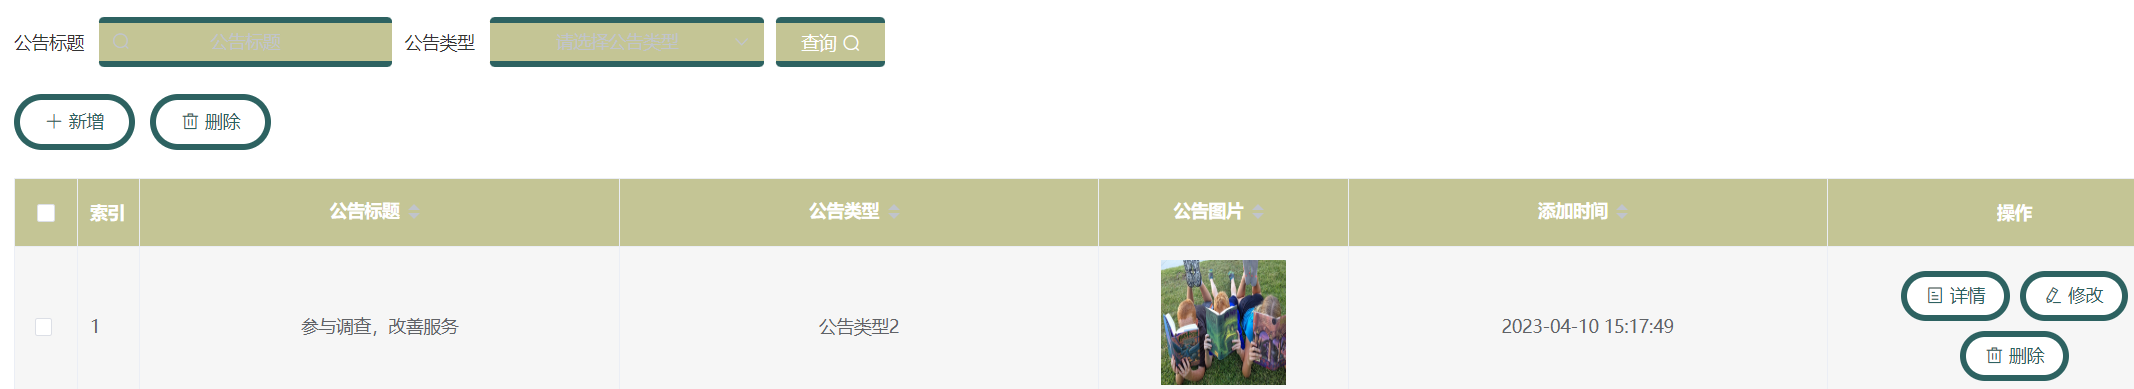 公告标题 公告标题 公告类型 请选择公告类型 查询
新增 删除
索引 公告标题 公告类型 公告图片 添加时间 操作
1 参与调查，改善服务 公告类型2 2023-04-10 15:17:49 详情 修改
删除